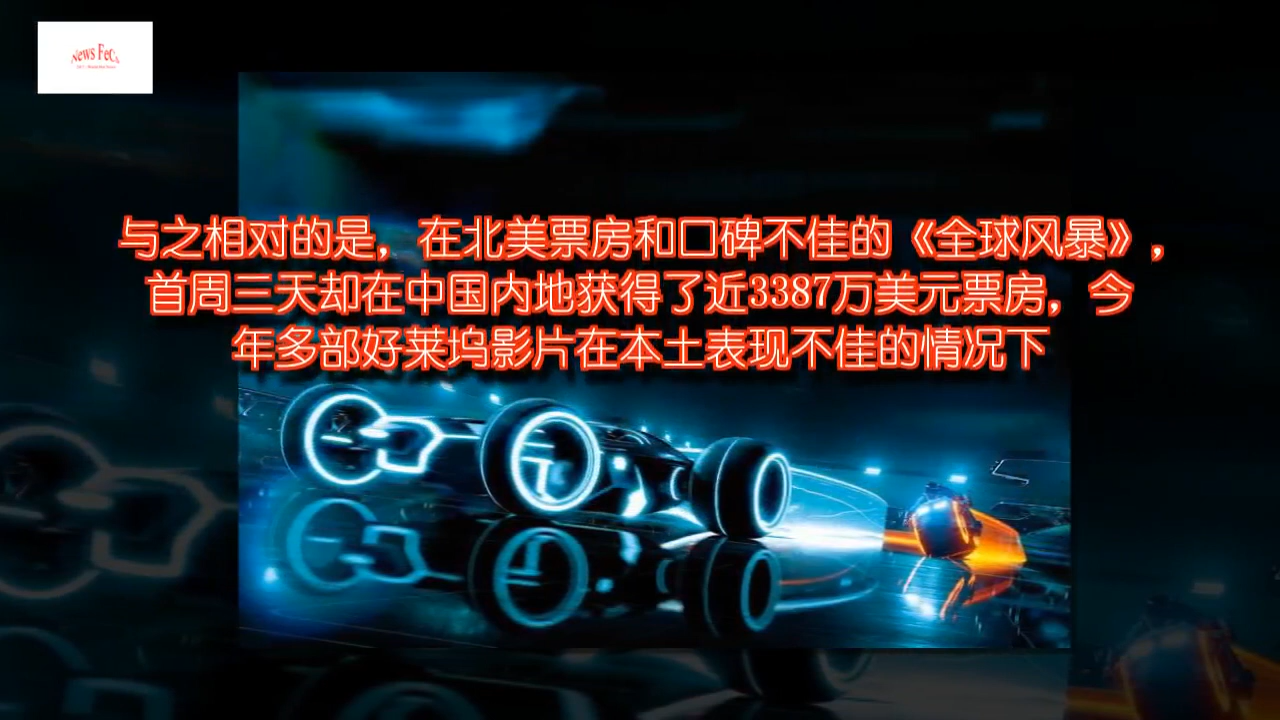 News Fec
与之相对的是，在北美票房和口碑不佳的《全球风暴》，
首周三天却在中国内地获得了近3387万美元票房，今
年多部好莱坞影片在本土表现不佳的情况下